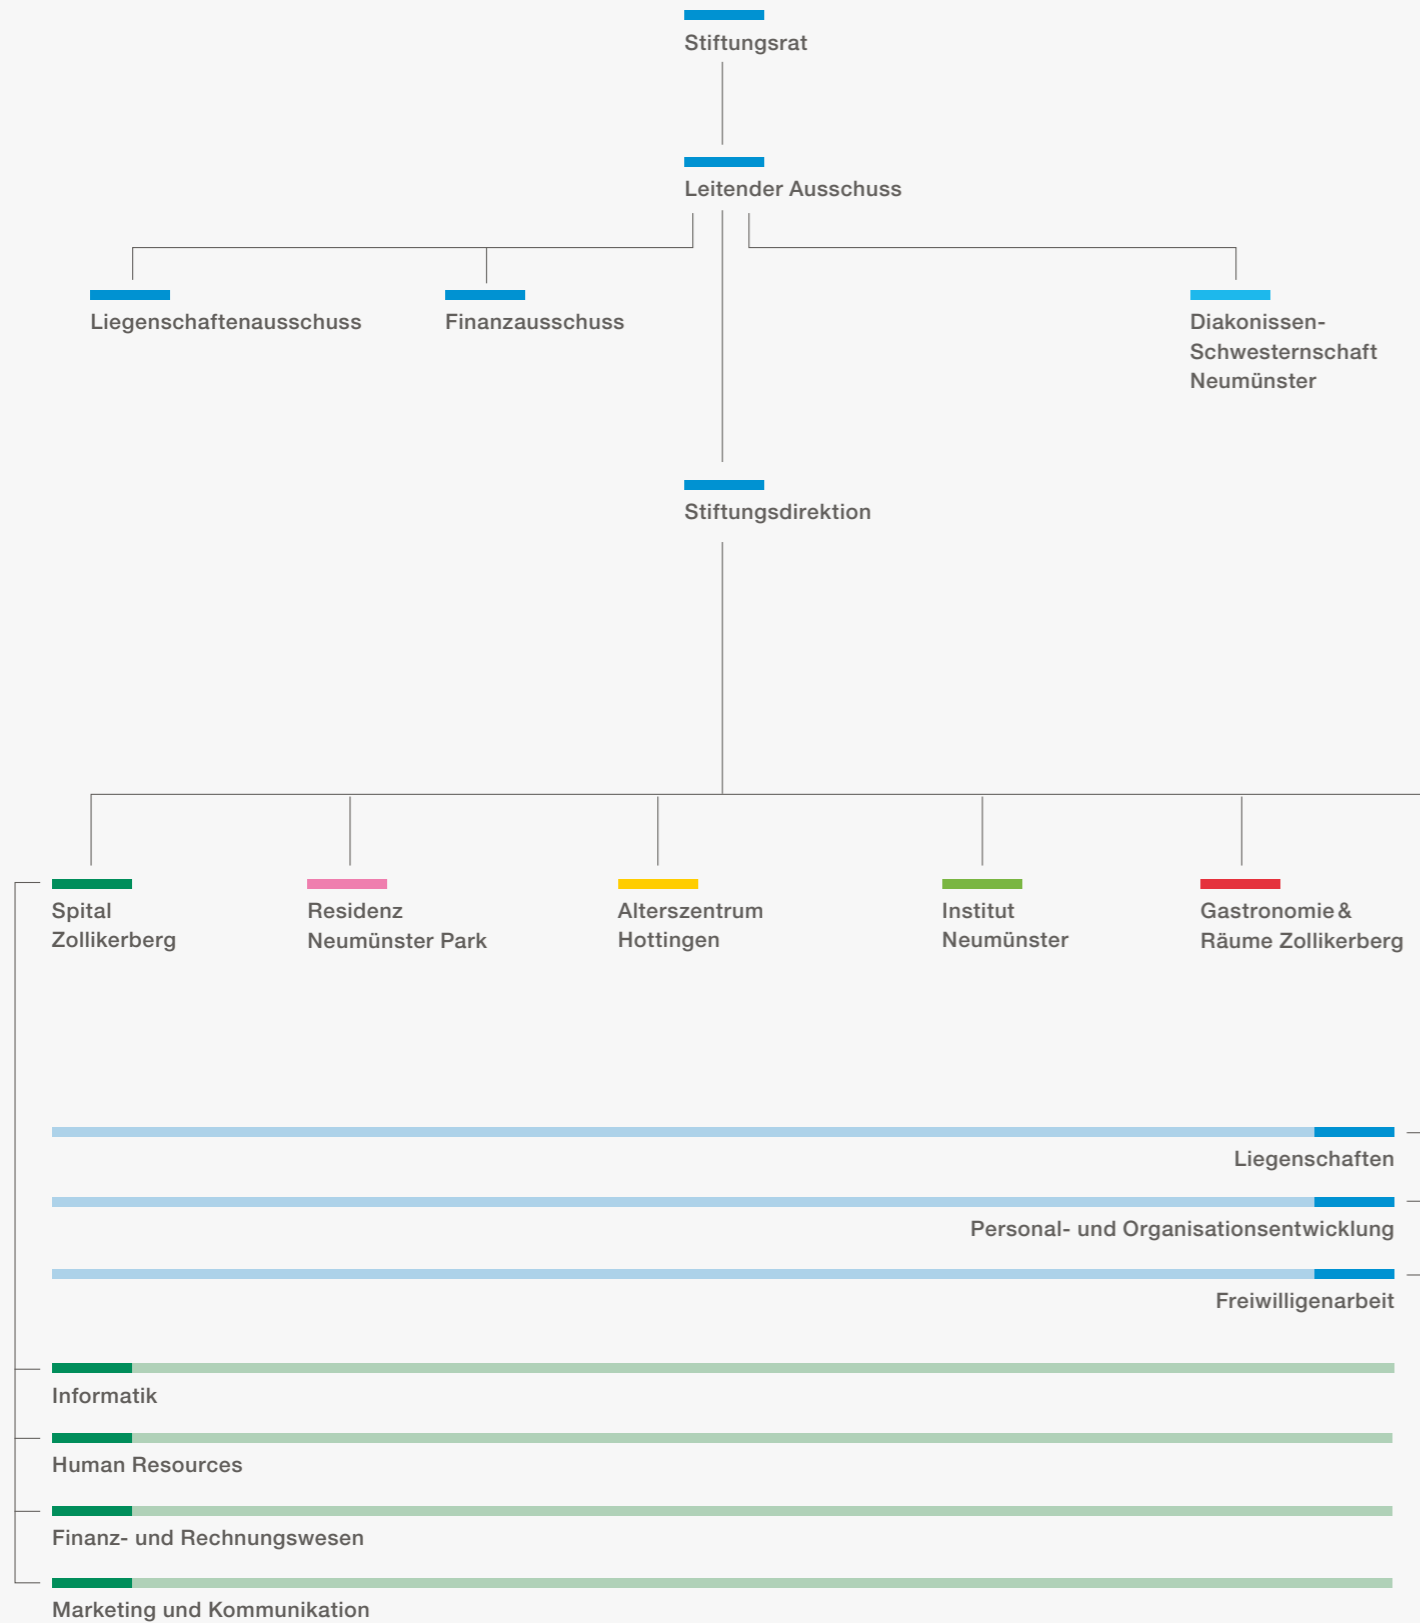 Stiftungsrat
Leitender Ausschuss
Liegenschaftenausschuss
Finanzausschuss
Diakonissen-
Schwesternschaft
Neumünster
Stiftungsdirektion
Spital
Zollikerberg
Residenz
Neumünster Park
Alterszentrum
Hottingen
Institut
Neumünster
Gastronomie &
Räume Zollikerberg
Liegenschaften
Personal- und Organisationsentwicklung
Freiwilligenarbeit
Informatik
Human Resources
Finanz- und Rechnungswesen
Marketing und Kommunikation